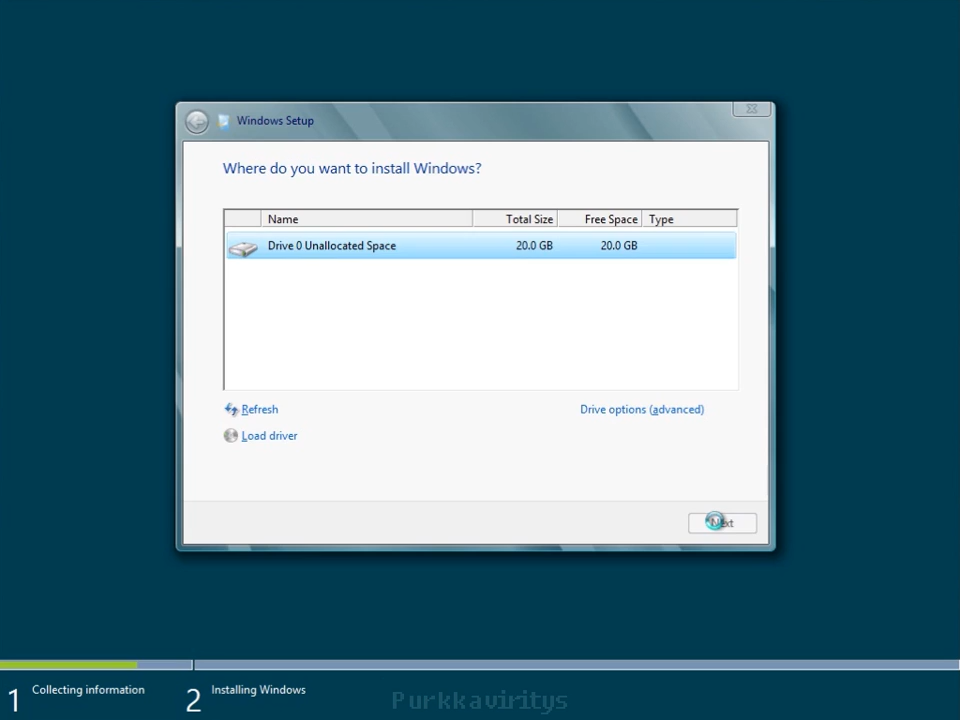 Windows Setup
Where do you want to install Windows?
Name Total Size Free Space Type
Drive 0 Unallocated Space 20.0 GB 20.0 GB
Refresh Drive options (advanced)
Load driver
Next
1 Collecting information 2 Installing Windows
Purkkaviritys